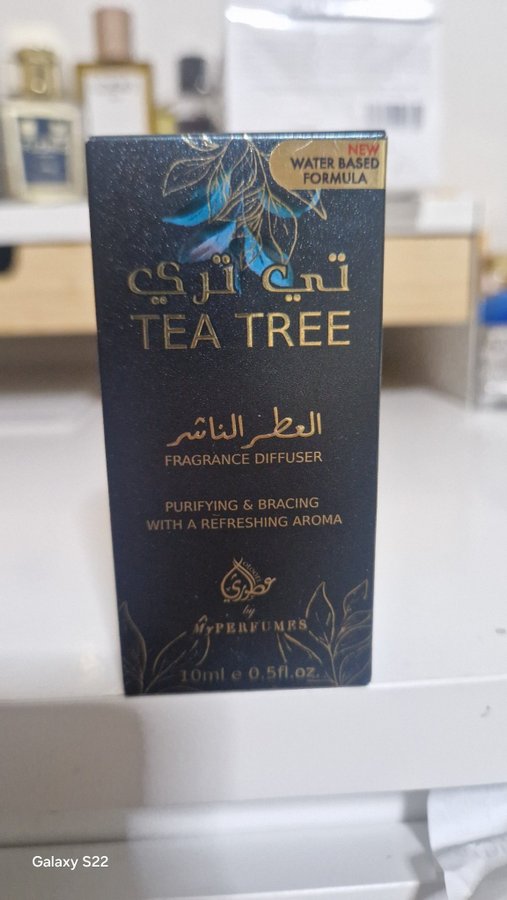 NEW
WATER BASED
FORMULA
تي تري
TEA TREE
العطر الناشر
FRAGRANCE DIFFUSER
PURIFYING & BRACING
WITH A REFRESHING AROMA
عطوري
by
MyPERFUMES
10ml e 0.5fl.oz.
Galaxy S22